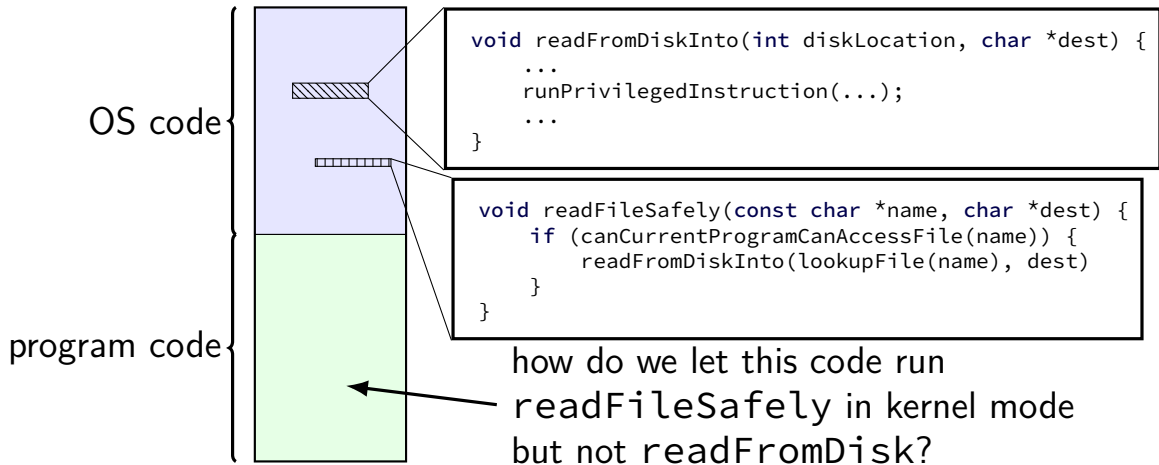 OS code
program code
void readFromDiskInto(int diskLocation, char *dest) {
    ...
    runPrivilegedInstruction(...);
    ...
}
void readFileSafely(const char *name, char *dest) {
    if (canCurrentProgramCanAccessFile(name)) {
        readFromDiskInto(lookupFile(name), dest)
    }
}
how do we let this code run
readFileSafely in kernel mode
but not readFromDisk?